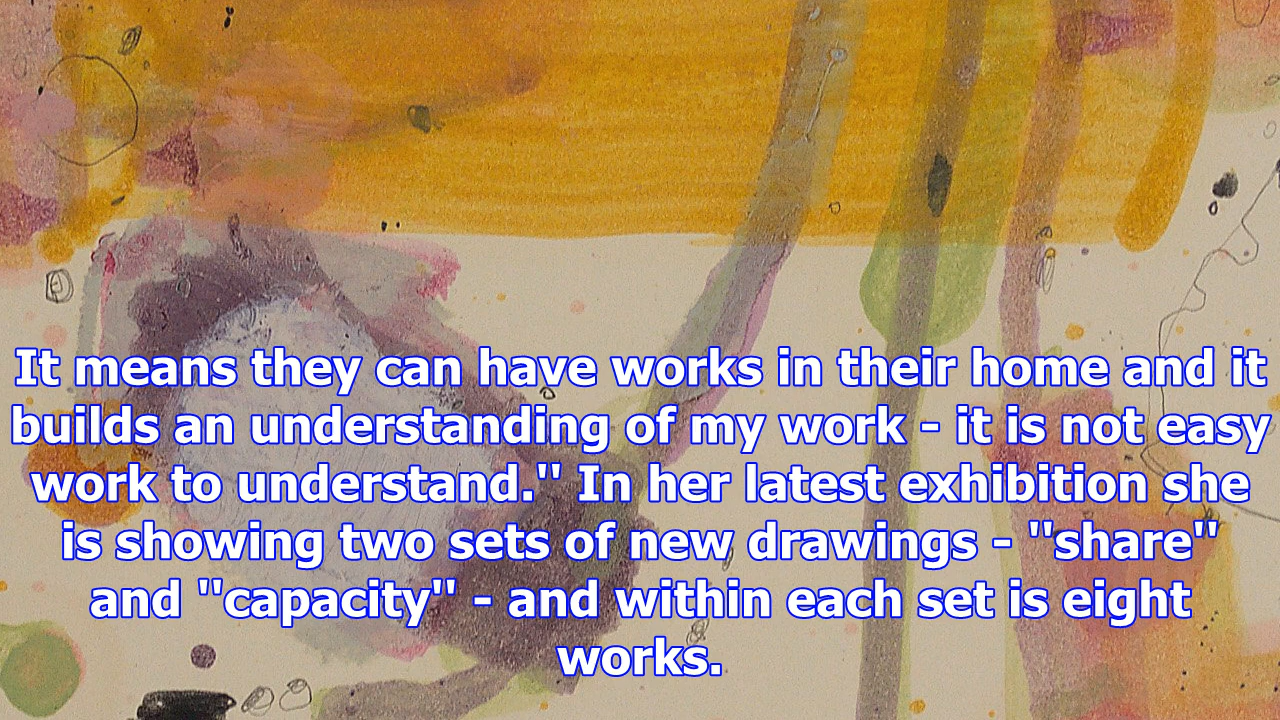 It means they can have works in their home and it
builds an understanding of my work - it is not easy
work to understand." In her latest exhibition she
is showing two sets of new drawings - "share"
and "capacity" - and within each set is eight
works.